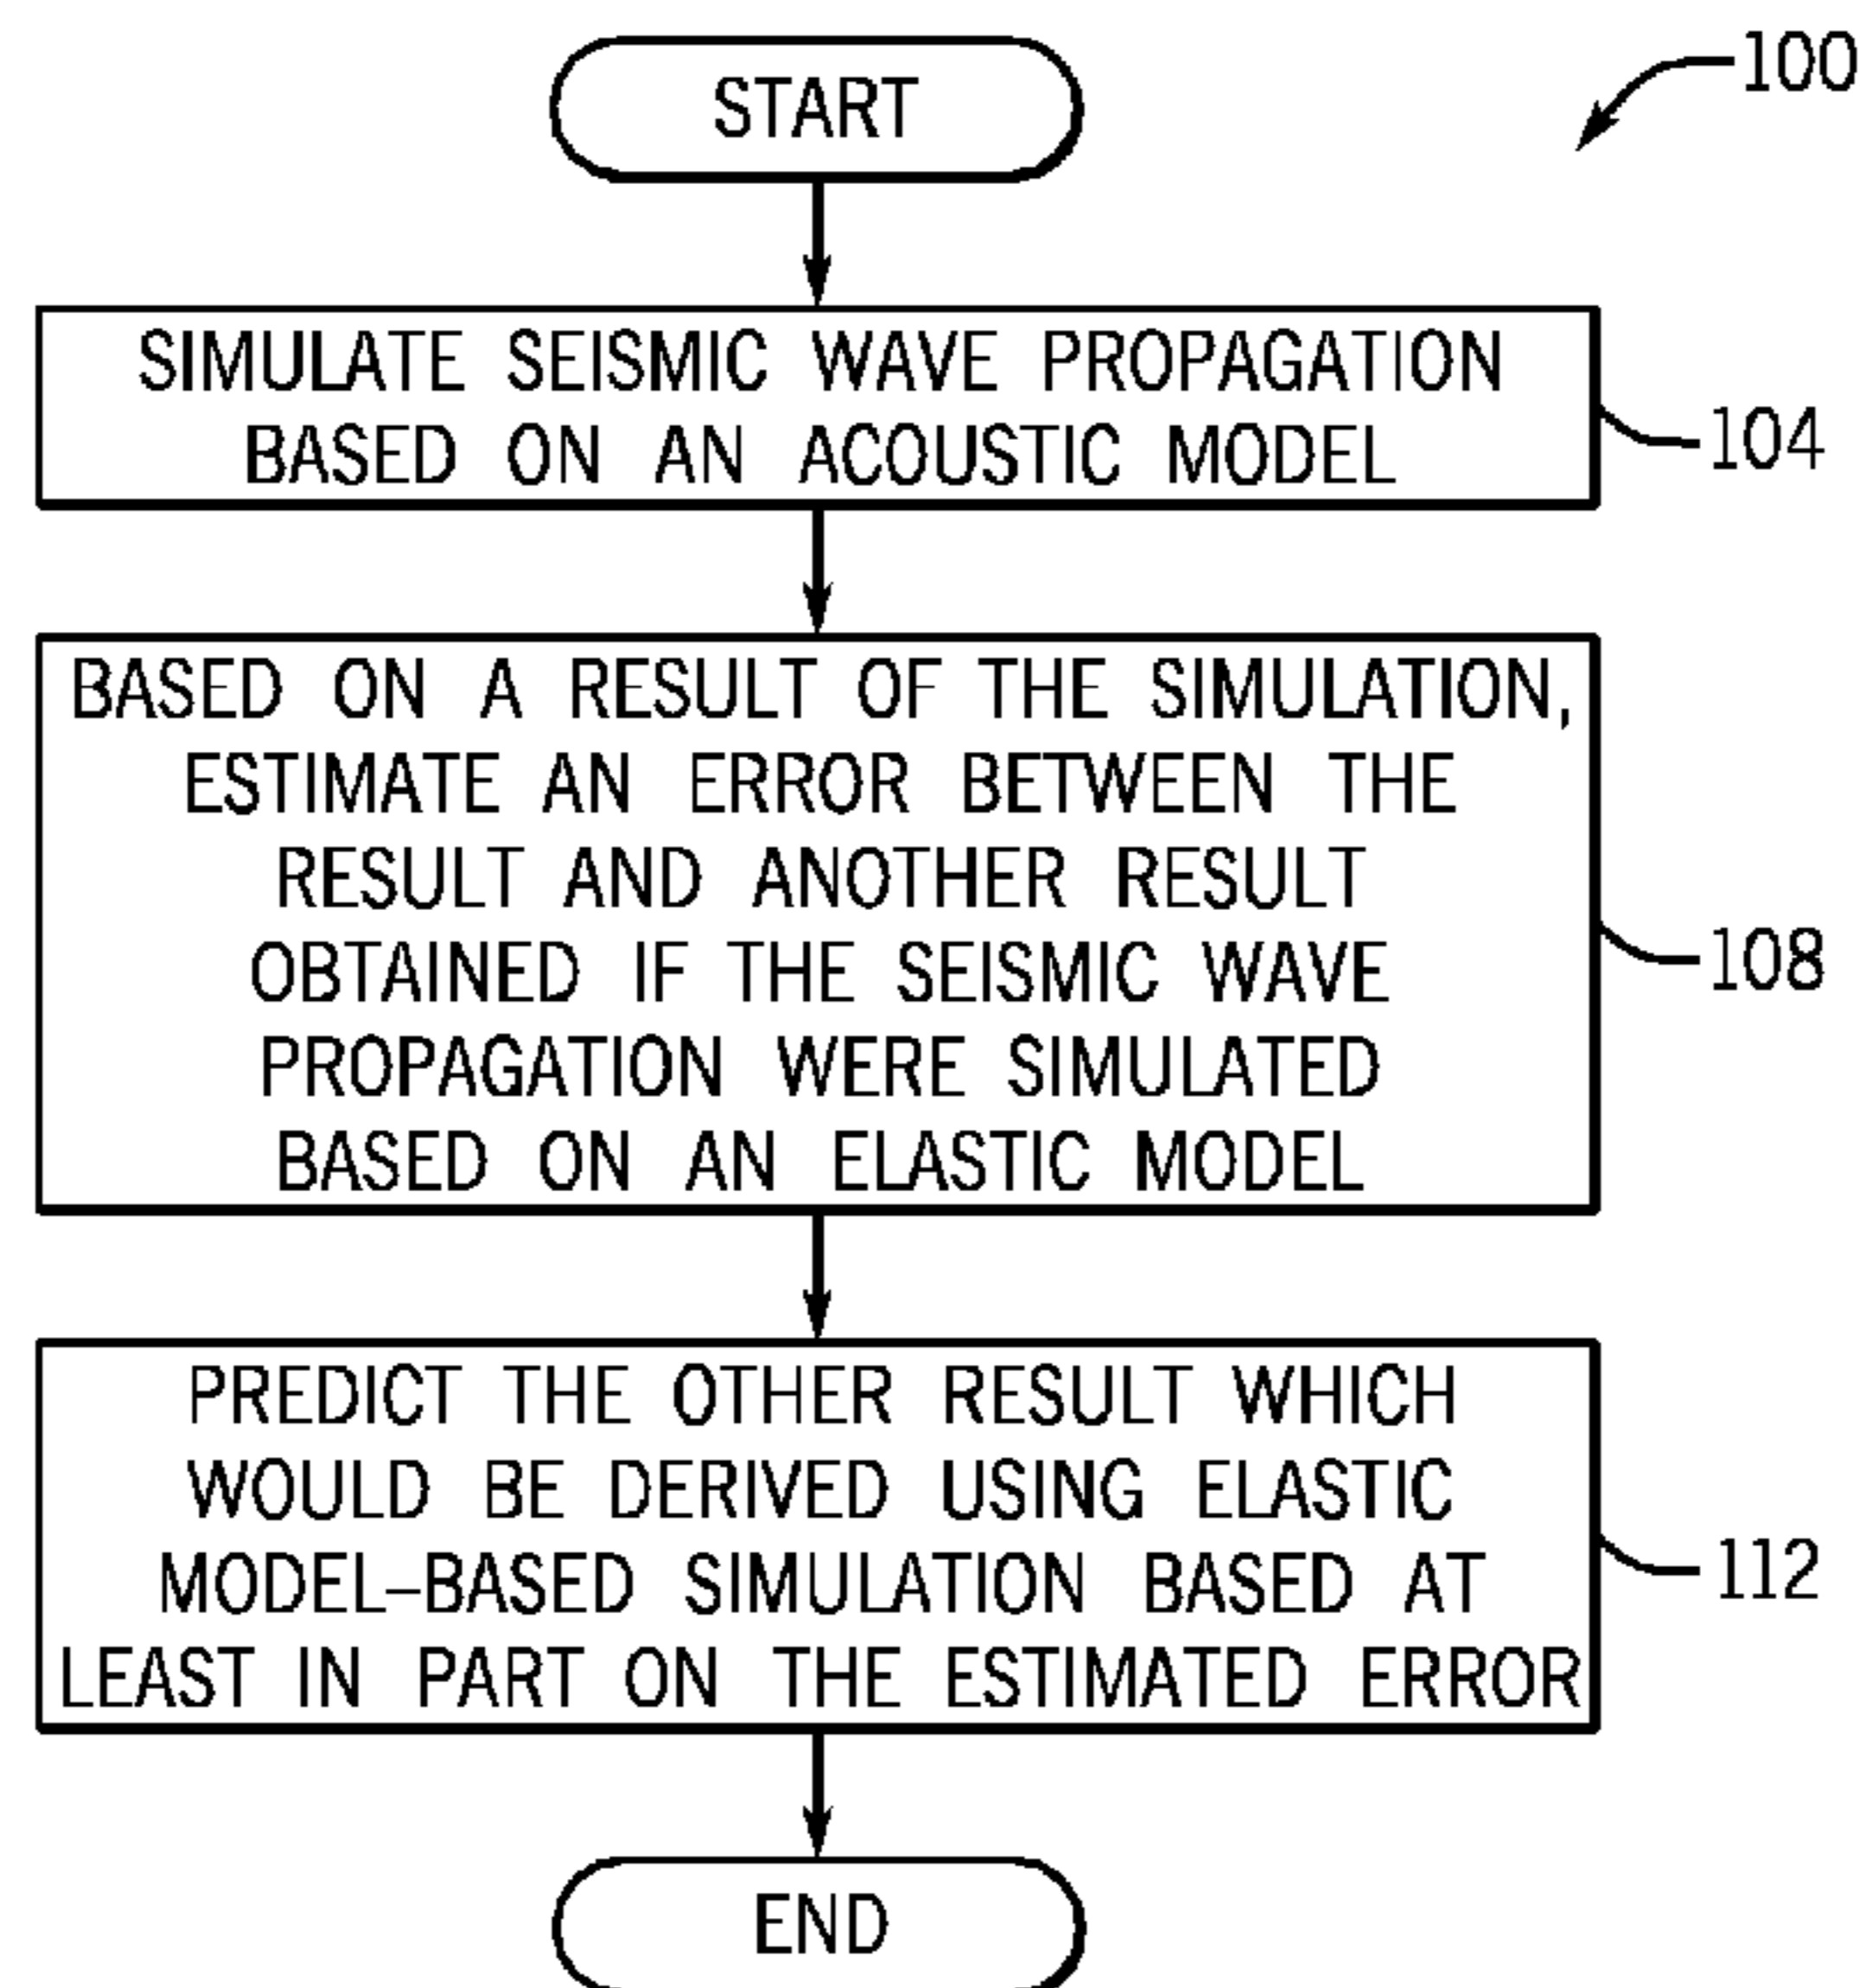 START
100
SIMULATE SEISMIC WAVE PROPAGATION
BASED ON AN ACOUSTIC MODEL
104
BASED ON A RESULT OF THE SIMULATION,
ESTIMATE AN ERROR BETWEEN THE
RESULT AND ANOTHER RESULT
OBTAINED IF THE SEISMIC WAVE
PROPAGATION WERE SIMULATED
BASED ON AN ELASTIC MODEL
108
PREDICT THE OTHER RESULT WHICH
WOULD BE DERIVED USING ELASTIC
MODEL-BASED SIMULATION BASED AT
LEAST IN PART ON THE ESTIMATED ERROR
112
END